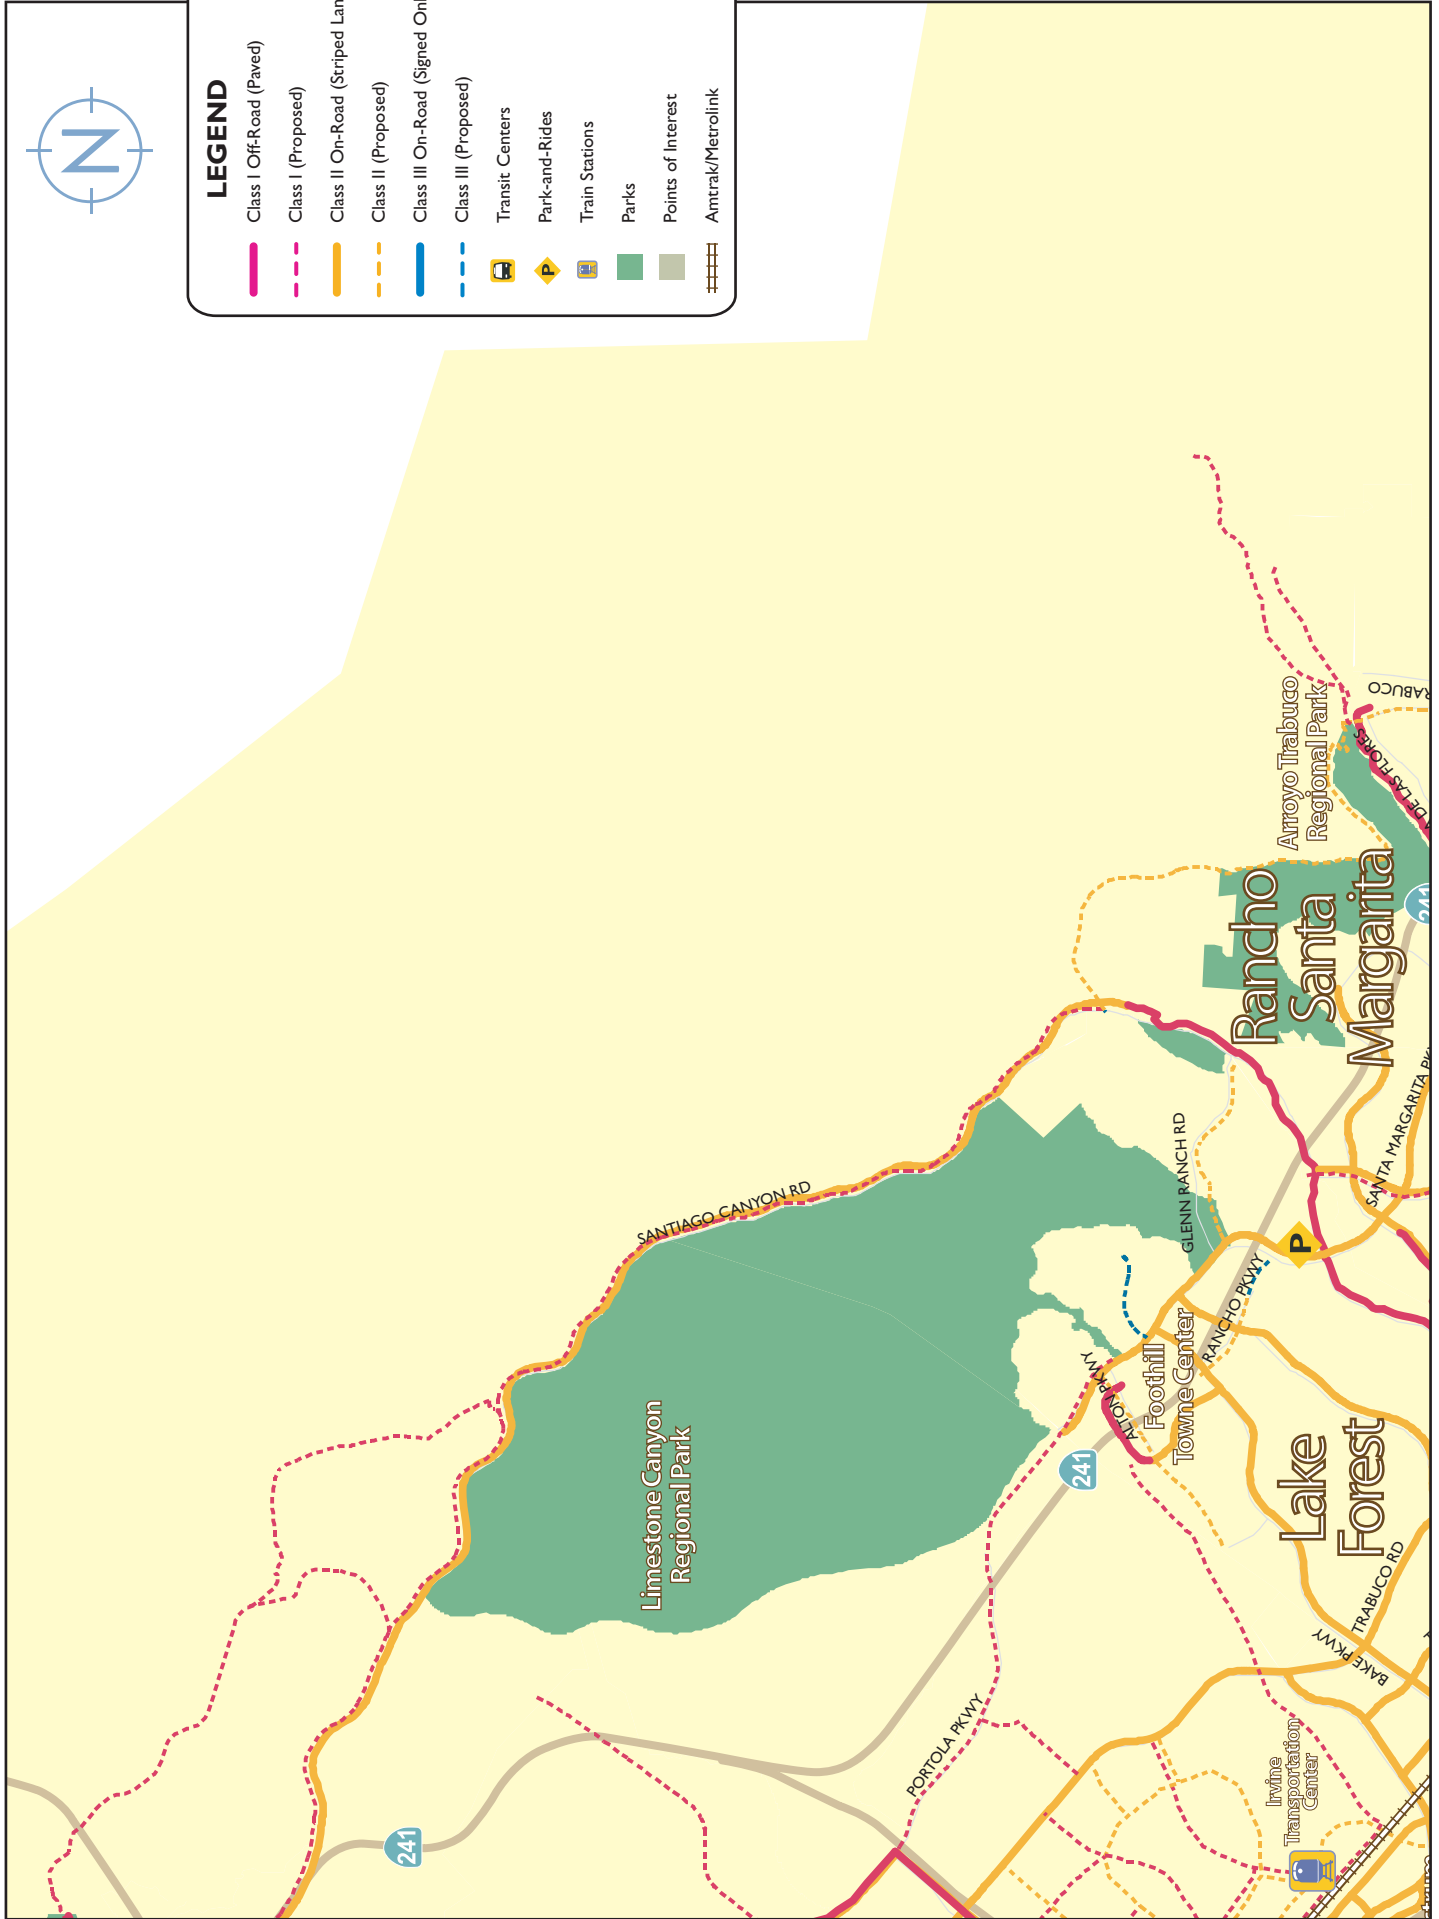 N
LEGEND
Class I Off-Road (Paved)
Class I (Proposed)
Class II On-Road (Striped
Class II (Proposed)
Class III On-Road (Signed
Class III (Proposed)
Transit Centers
P
Park-and-Rides
Train Stations
Parks
Points of Interest
Amtrak/Metrolink
SANTIAGO CANYON RD
Limestone Canyon
Regional Park
Arroyo Trabuco
Regional Park
DE LAS FLORES
Rancho
Santa
Margarita
241
SANTA MARGARITA
GLENN RANCH RD
P
RANCHO PKWY
ALTON PKWY
Foothill
Towne Center
241
Lake
Forest
TRABUCO RD
BAKE PKWY
PORTOLA PKWY
Irvine
Transportation
Center
241